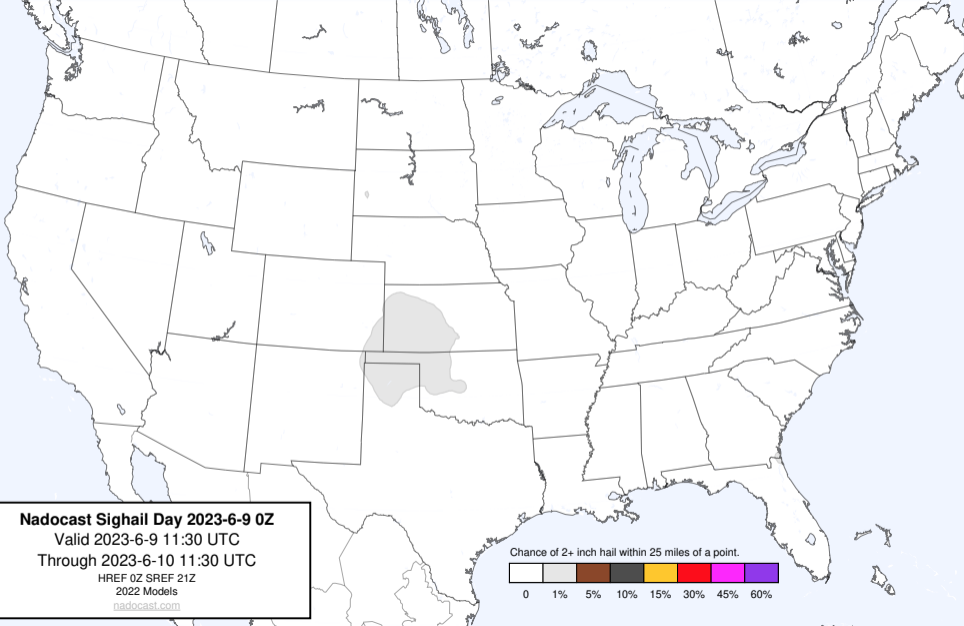 Nadocast Sighail Day 2023-6-9 0Z
Valid 2023-6-9 11:30 UTC
Through 2023-6-10 11:30 UTC
HREF 0Z SREF 21Z
2022 Models
nadocast.com
Chance of 2+ inch hail within 25 miles of a point.
0 1% 5% 10% 15% 30% 45% 60%